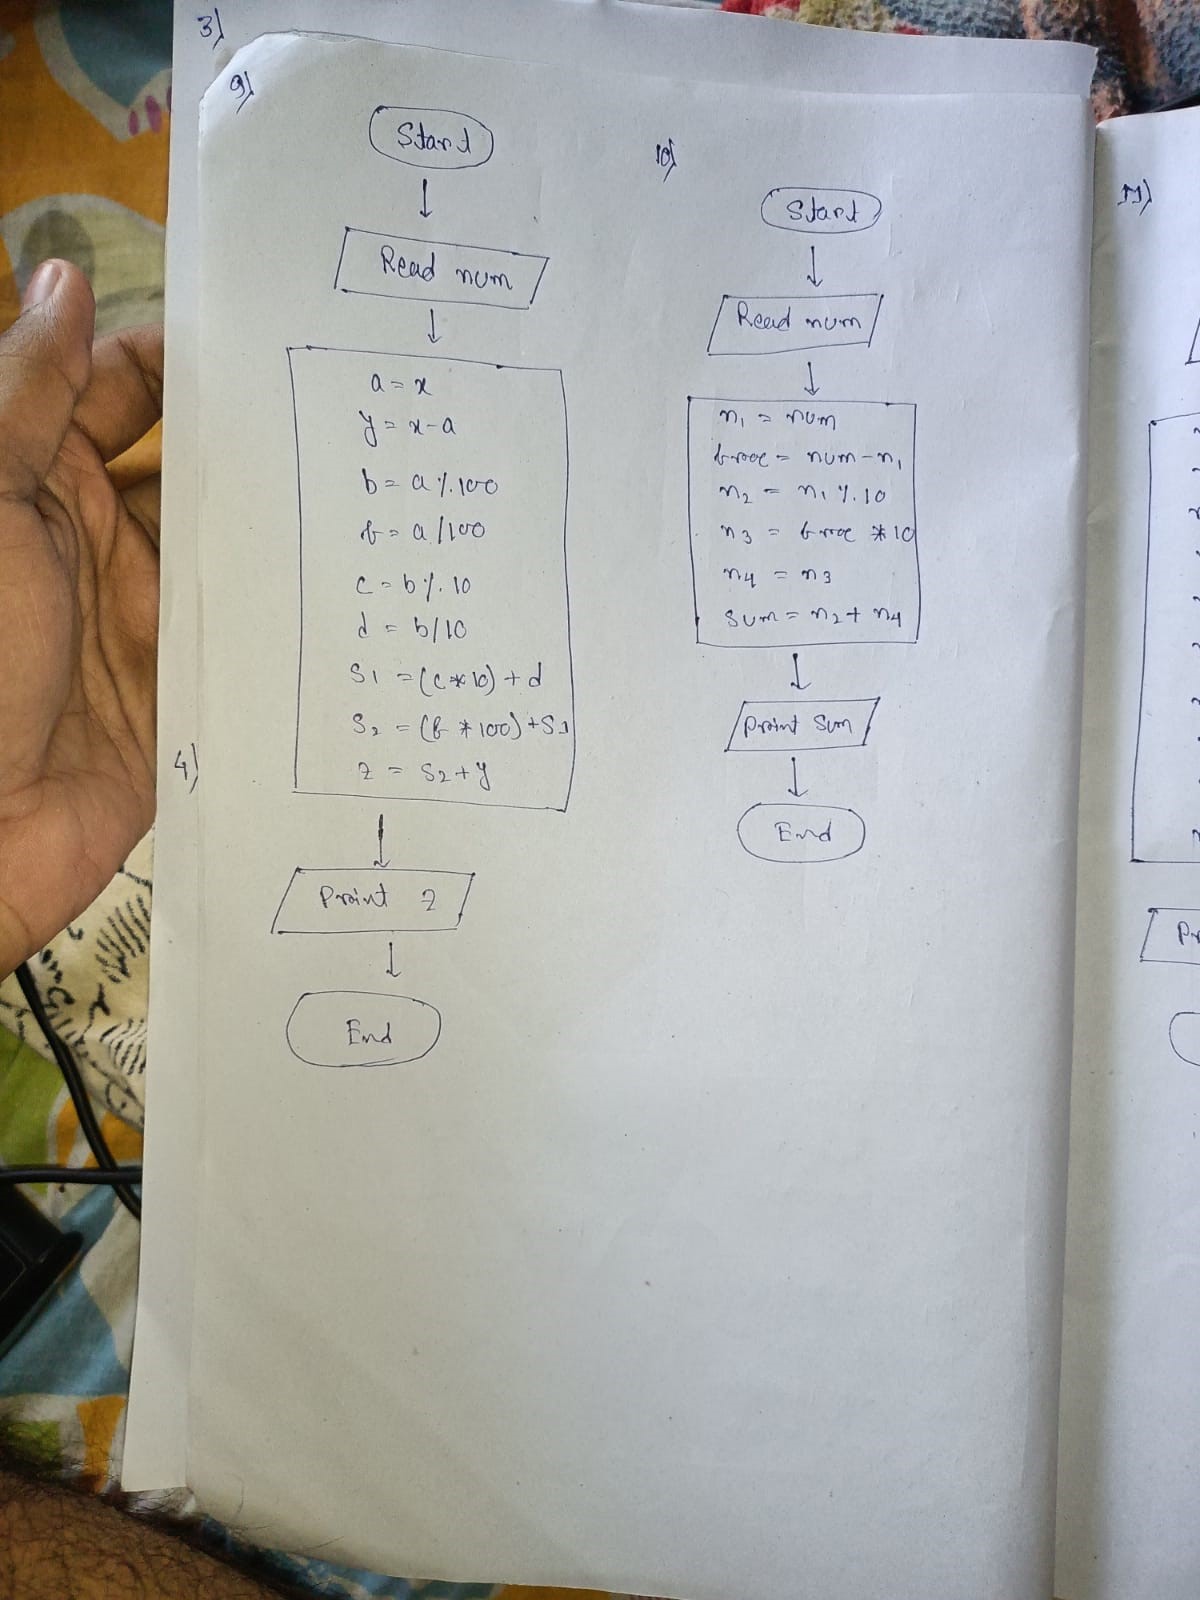 3)
9)
Start
Read num
a = x
y = x-a
b = a %. 100
f = a/100
c = b %. 10
d = b/10
S1 = (c*10) + d
S2 = (f * 100) + S1
z = S2 + y
Print z
End
4)
10)
Start
Read num
n1 = num
frac = num - n1
n2 = n1 %. 10
n3 = frac * 10
n4 = n3
sum = n2 + n4
Print Sum
End
11)
Pr